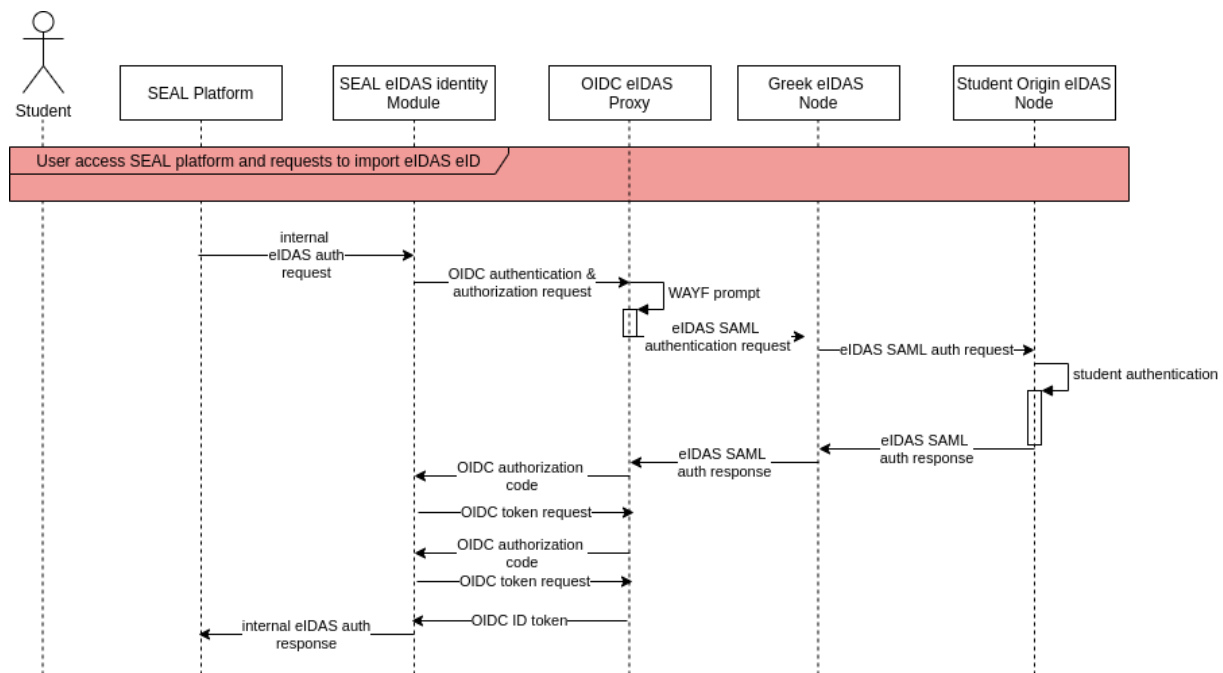 Student
SEAL Platform
SEAL eIDAS identity
Module
OIDC eIDAS
Proxy
Greek eIDAS
Node
Student Origin eIDAS
Node
User access SEAL platform and requests to import eIDAS eID
internal
eIDAS auth
request
OIDC authentication &
authorization request
WAYF prompt
eIDAS SAML
authentication request
eIDAS SAML auth request
student authentication
eIDAS SAML
auth response
eIDAS SAML
auth response
OIDC authorization
code
OIDC token request
OIDC authorization
code
OIDC token request
OIDC ID token
internal eIDAS auth
response